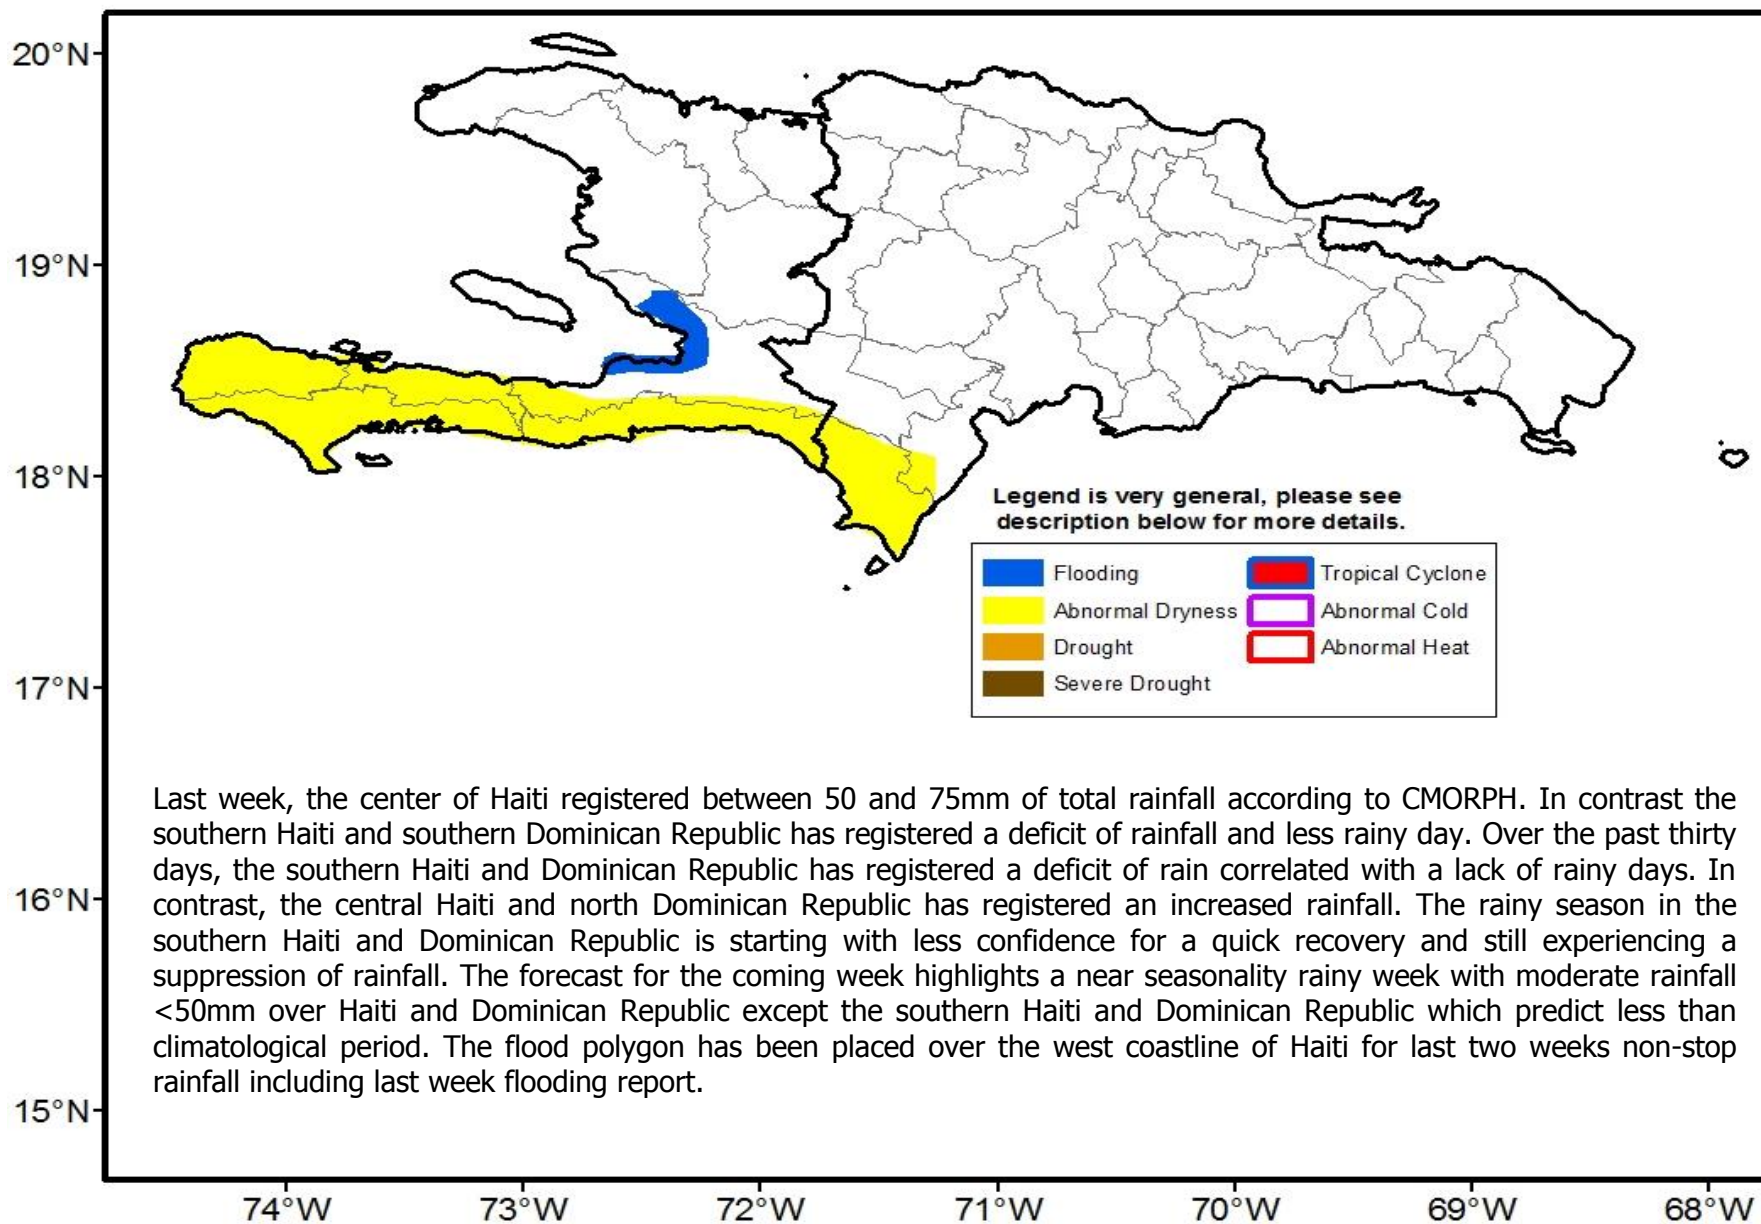 20°N
19°N
18°N
17°N
16°N
15°N
Legend is very general, please see
description below for more details.
Flooding
Abnormal Dryness
Drought
Severe Drought
Tropical Cyclone
Abnormal Cold
Abnormal Heat
Last week, the center of Haiti registered between 50 and 75mm of total rainfall according to CMORPH. In contrast the
southern Haiti and southern Dominican Republic has registered a deficit of rainfall and less rainy day. Over the past thirty
days, the southern Haiti and Dominican Republic has registered a deficit of rain correlated with a lack of rainy days. In
contrast, the central Haiti and north Dominican Republic has registered an increased rainfall. The rainy season in the
southern Haiti and Dominican Republic is starting with less confidence for a quick recovery and still experiencing a
suppression of rainfall. The forecast for the coming week highlights a near seasonality rainy week with moderate rainfall
<50mm over Haiti and Dominican Republic except the southern Haiti and Dominican Republic which predict less than
climatological period. The flood polygon has been placed over the west coastline of Haiti for last two weeks non-stop
rainfall including last week flooding report.
74°W 73°W 72°W 71°W 70°W 69°W 68°W